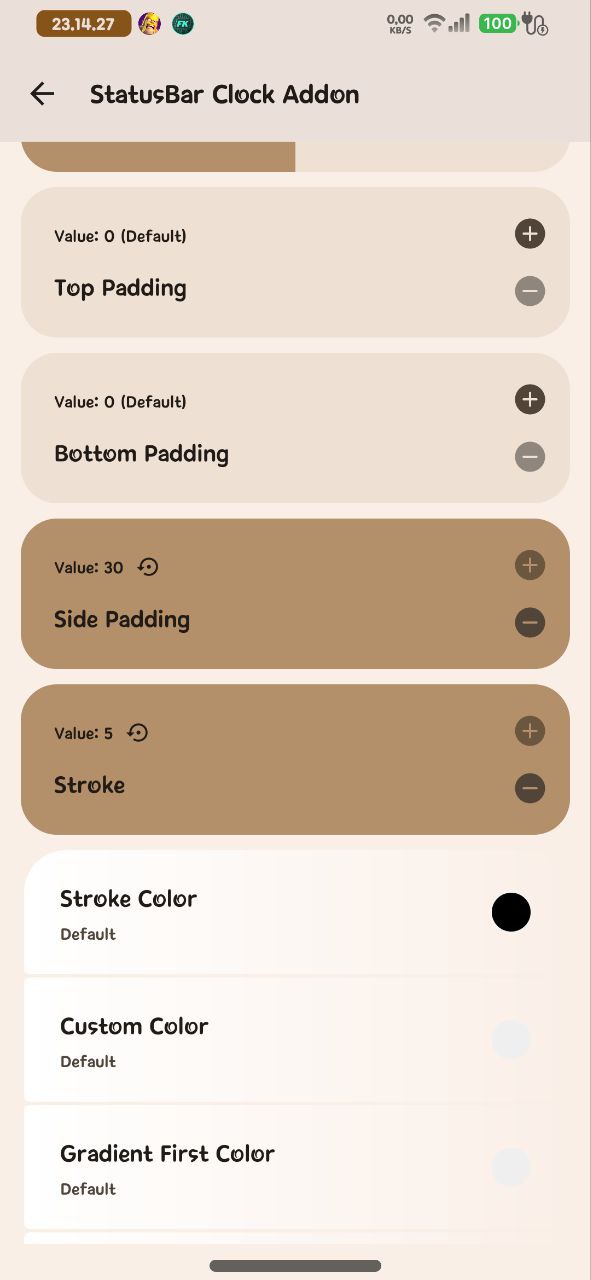 23.14.27
FK
0,00
KB/S
100
StatusBar Clock Addon
Value: 0 (Default)
Top Padding
Value: 0 (Default)
Bottom Padding
Value: 30
Side Padding
Value: 5
Stroke
Stroke Color
Default
Custom Color
Default
Gradient First Color
Default